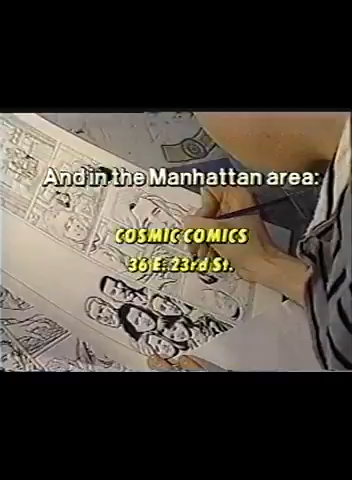 And in the Manhattan area:
COSMIC COMICS
36 E. 23rd St.